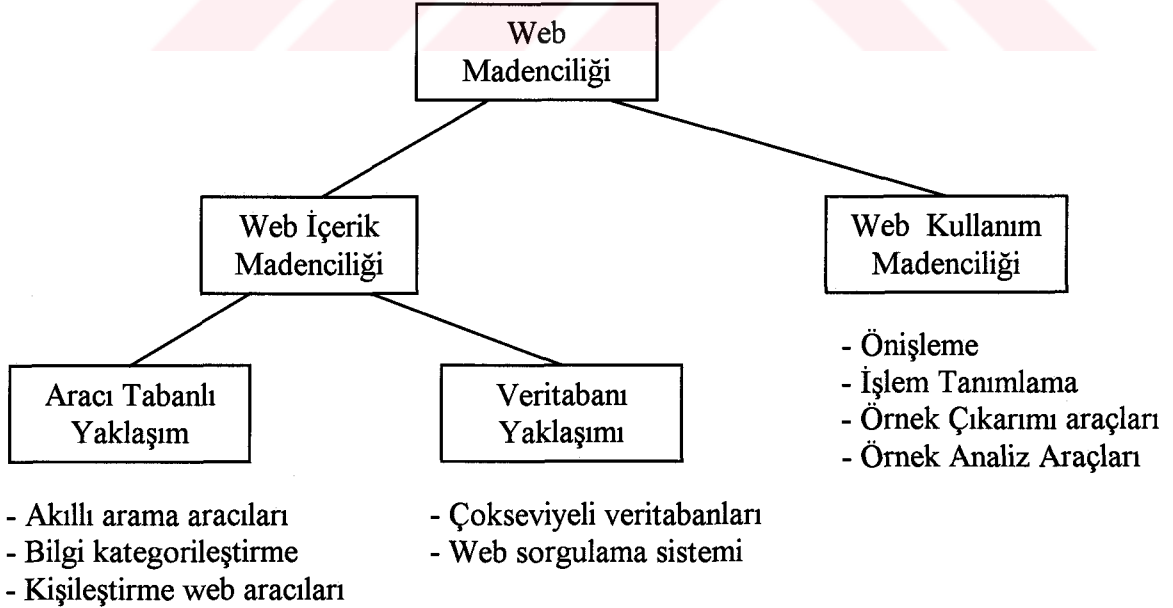 Web
Madenciliği
Web İçerik
Madenciliği
Web Kullanım
Madenciliği
Aracı Tabanlı
Yaklaşım
Veritabanı
Yaklaşımı
- Önişleme
- İşlem Tanımlama
- Örnek Çıkarımı araçları
- Örnek Analiz Araçları
- Akıllı arama aracıları
- Bilgi kategorileştirme
- Kişileştirme web aracıları
- Çokseviyeli veritabanları
- Web sorgulama sistemi